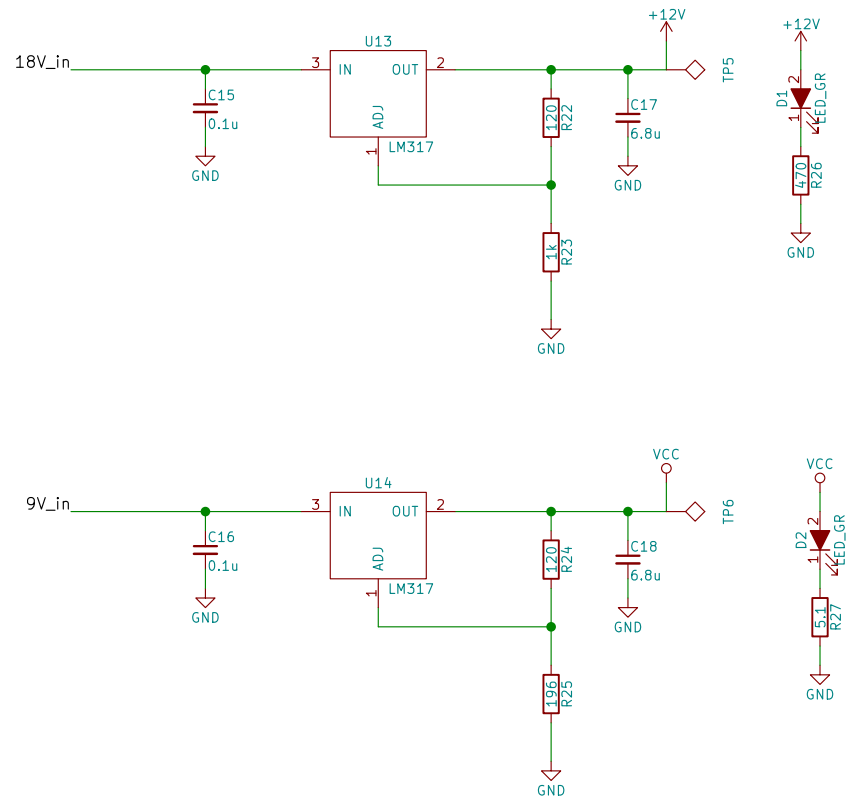 +12V
+12V
18V_in
U13
3
IN
OUT
2
TP5
ADJ
1
LM317
C15
0.1u
GND
120
R22
C17
6.8u
GND
1k
R23
GND
D1
2
1
LED_GR
470
R26
GND
VCC
VCC
9V_in
U14
3
IN
OUT
2
TP6
ADJ
1
LM317
C16
0.1u
GND
120
R24
C18
6.8u
GND
196
R25
GND
D2
2
1
LED_GR
5.1
R27
GND